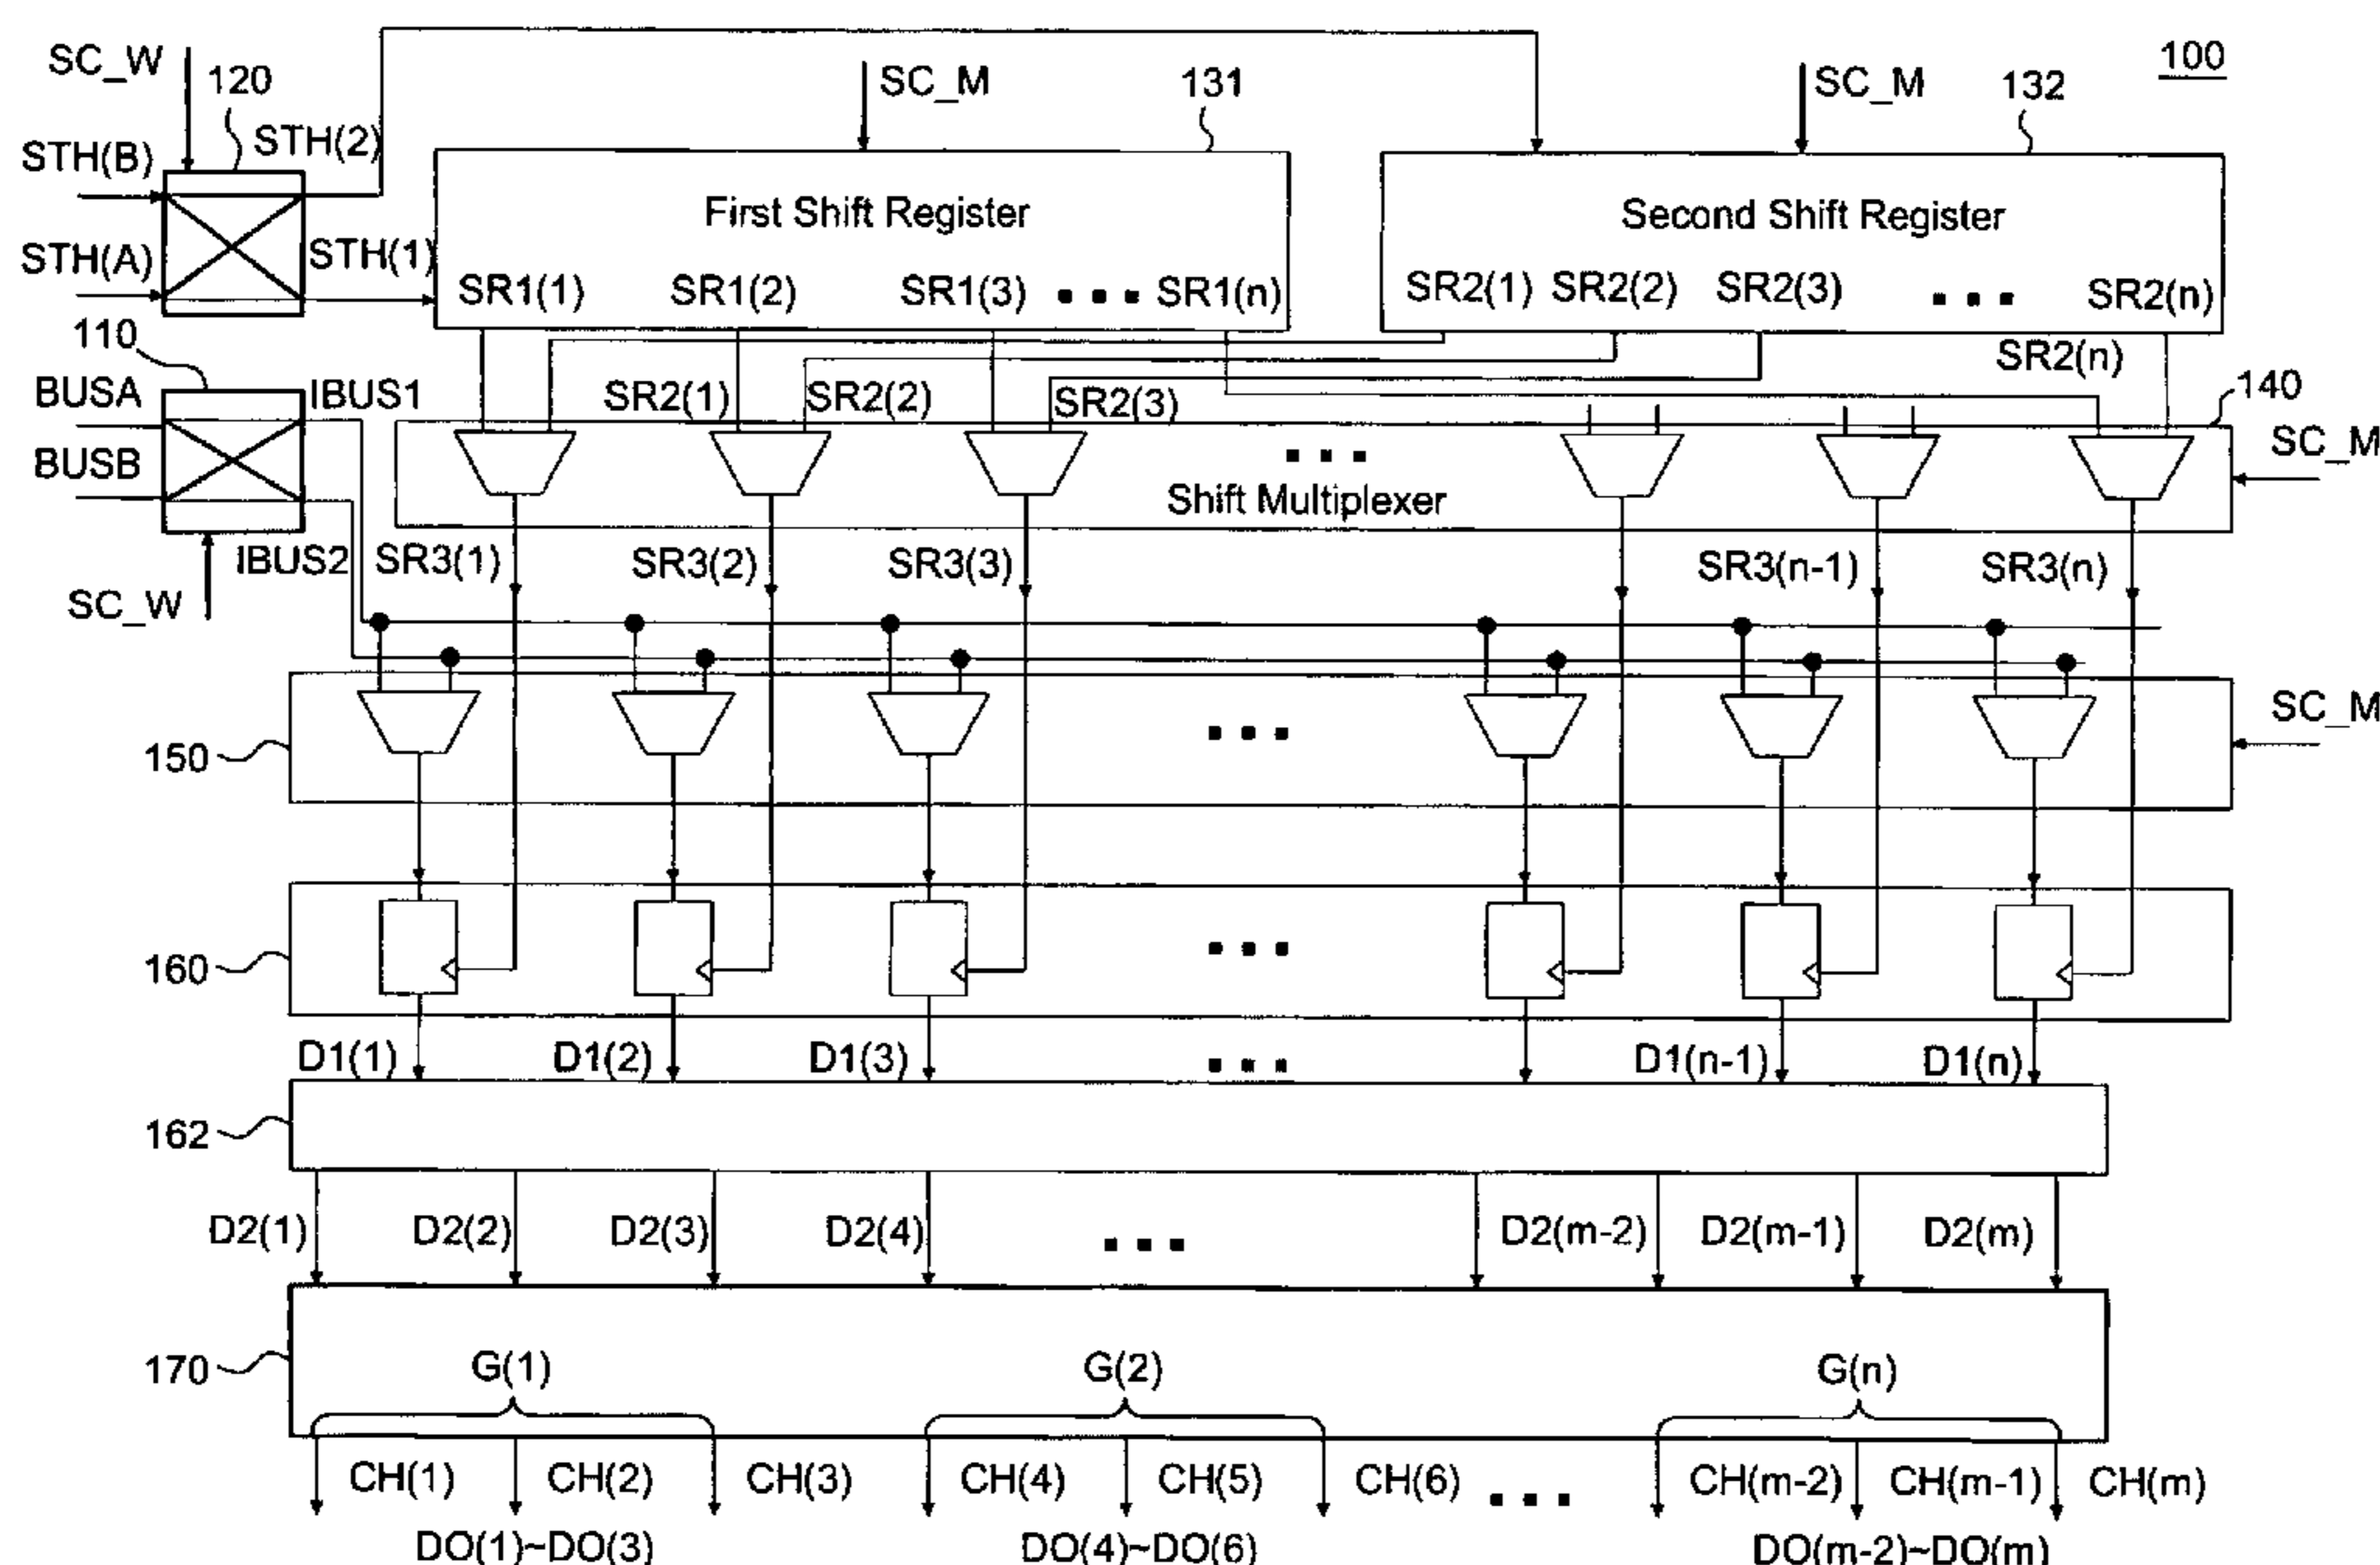 100
SC_W
120
SC_M
131
SC_M
132
STH(B)
STH(2)
First Shift Register
Second Shift Register
STH(A)
STH(1)
SR1(1) SR1(2) SR1(3) ▪ ▪ ▪ SR1(n)
SR2(1) SR2(2) SR2(3) ▪ ▪ ▪ SR2(n)
110
SR2(n)
BUSA
IBUS1
SR2(1) SR2(2) SR2(3)
140
BUSB
▪ ▪ ▪
SC_M
Shift Multiplexer
IBUS2
SR3(1) SR3(2) SR3(3) SR3(n-1) SR3(n)
SC_W
SC_M
150
▪ ▪ ▪
160
▪ ▪ ▪
D1(1) D1(2) D1(3) ▪ ▪ ▪ D1(n-1) D1(n)
162
D2(1) D2(2) D2(3) D2(4) ▪ ▪ ▪ D2(m-2) D2(m-1) D2(m)
170
G(1) G(2) G(n)
CH(1) CH(2) CH(3) CH(4) CH(5) CH(6) ▪ ▪ ▪ CH(m-2) CH(m-1) CH(m)
DO(1)~DO(3) DO(4)~DO(6) DO(m-2)~DO(m)